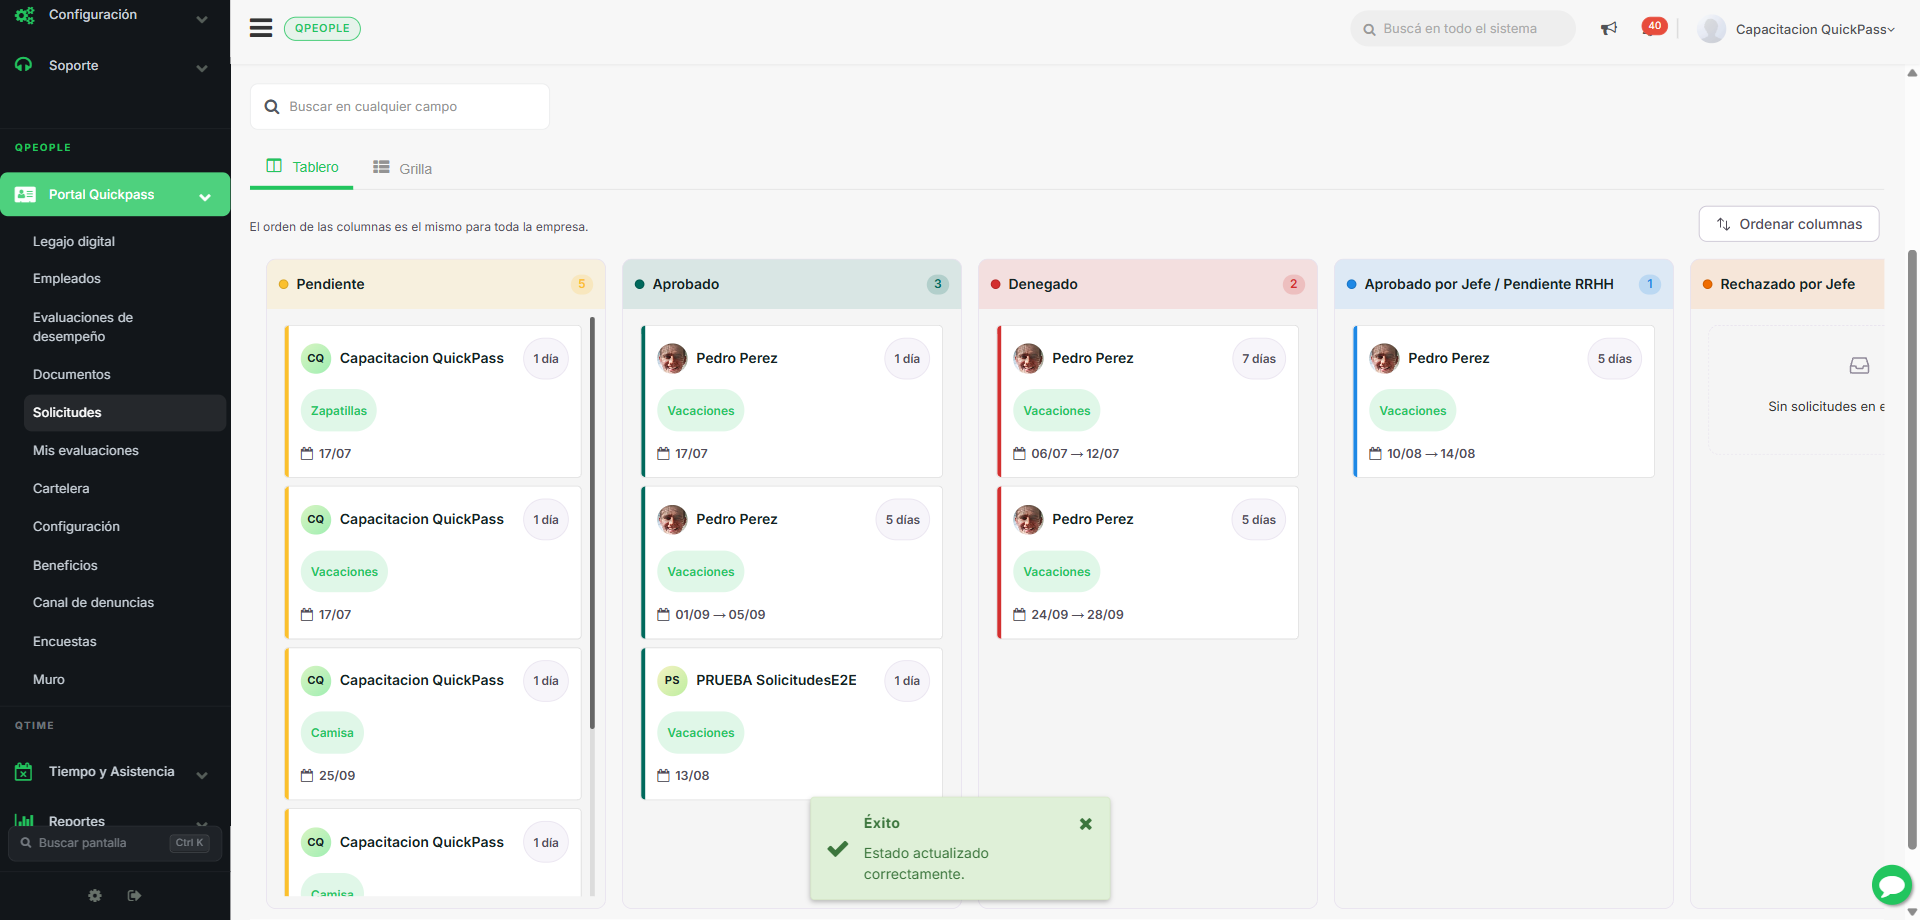 Configuración
Soporte
QPEOPLE
Portal Quickpass
Legajo digital
Empleados
Evaluaciones de
desempeño
Documentos
Solicitudes
Mis evaluaciones
Cartelera
Configuración
Beneficios
Canal de denuncias
Encuestas
Muro
QTIME
Tiempo y Asistencia
Reportes
Buscar pantalla
Ctrl K
QPEOPLE
Buscá en todo el sistema
40
Capacitacion QuickPass
Buscar en cualquier campo
Tablero
Grilla
El orden de las columnas es el mismo para toda la empresa.
Ordenar columnas
Pendiente
5
CQ
Capacitacion QuickPass
1 día
Zapatillas
17/07
CQ
Capacitacion QuickPass
1 día
Vacaciones
17/07
CQ
Capacitacion QuickPass
1 día
Camisa
25/09
CQ
Capacitacion QuickPass
1 día
Camisa
Aprobado
3
Pedro Perez
1 día
Vacaciones
17/07
Pedro Perez
5 días
Vacaciones
01/09 → 05/09
PS
PRUEBA SolicitudesE2E
1 día
Vacaciones
13/08
Denegado
2
Pedro Perez
7 días
Vacaciones
06/07 → 12/07
Pedro Perez
5 días
Vacaciones
24/09 → 28/09
Aprobado por Jefe / Pendiente RRHH
1
Pedro Perez
5 días
Vacaciones
10/08 → 14/08
Rechazado por Jefe
Sin solicitudes en e
Éxito
Estado actualizado
correctamente.